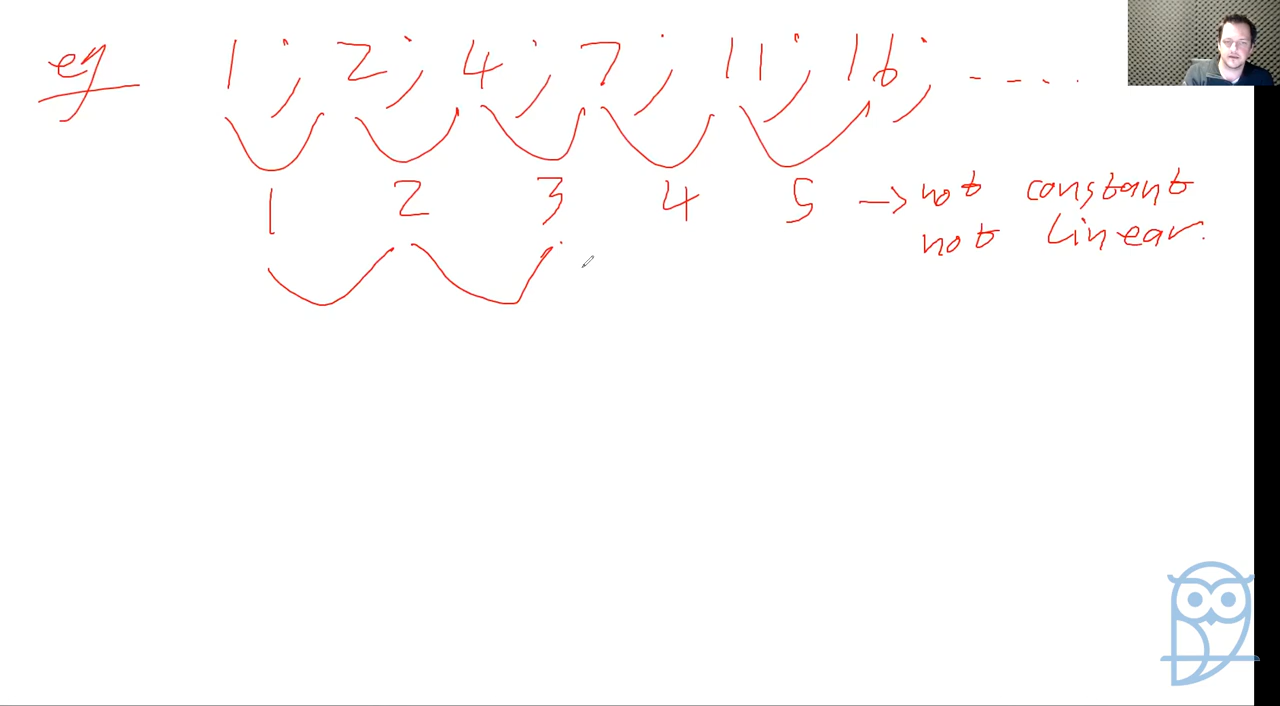 eg 1 ; 2 ; 4 ; 7 ; 11 ; 16 ; ....
1 2 3 4 5 → not constant
not linear.